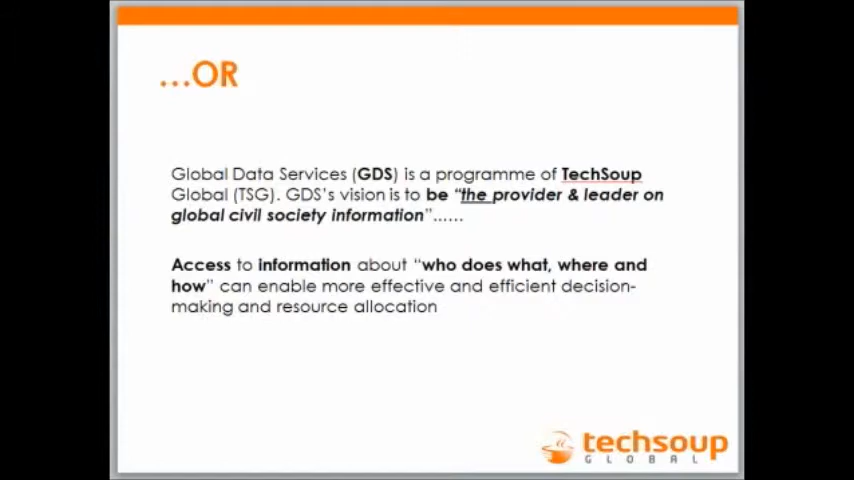 ...OR
Global Data Services (GDS) is a programme of TechSoup
Global (TSG). GDS's vision is to be “the provider & leader on
global civil society information”......
Access to information about “who does what, where and
how” can enable more effective and efficient decision-
making and resource allocation
techsoup
GLOBAL